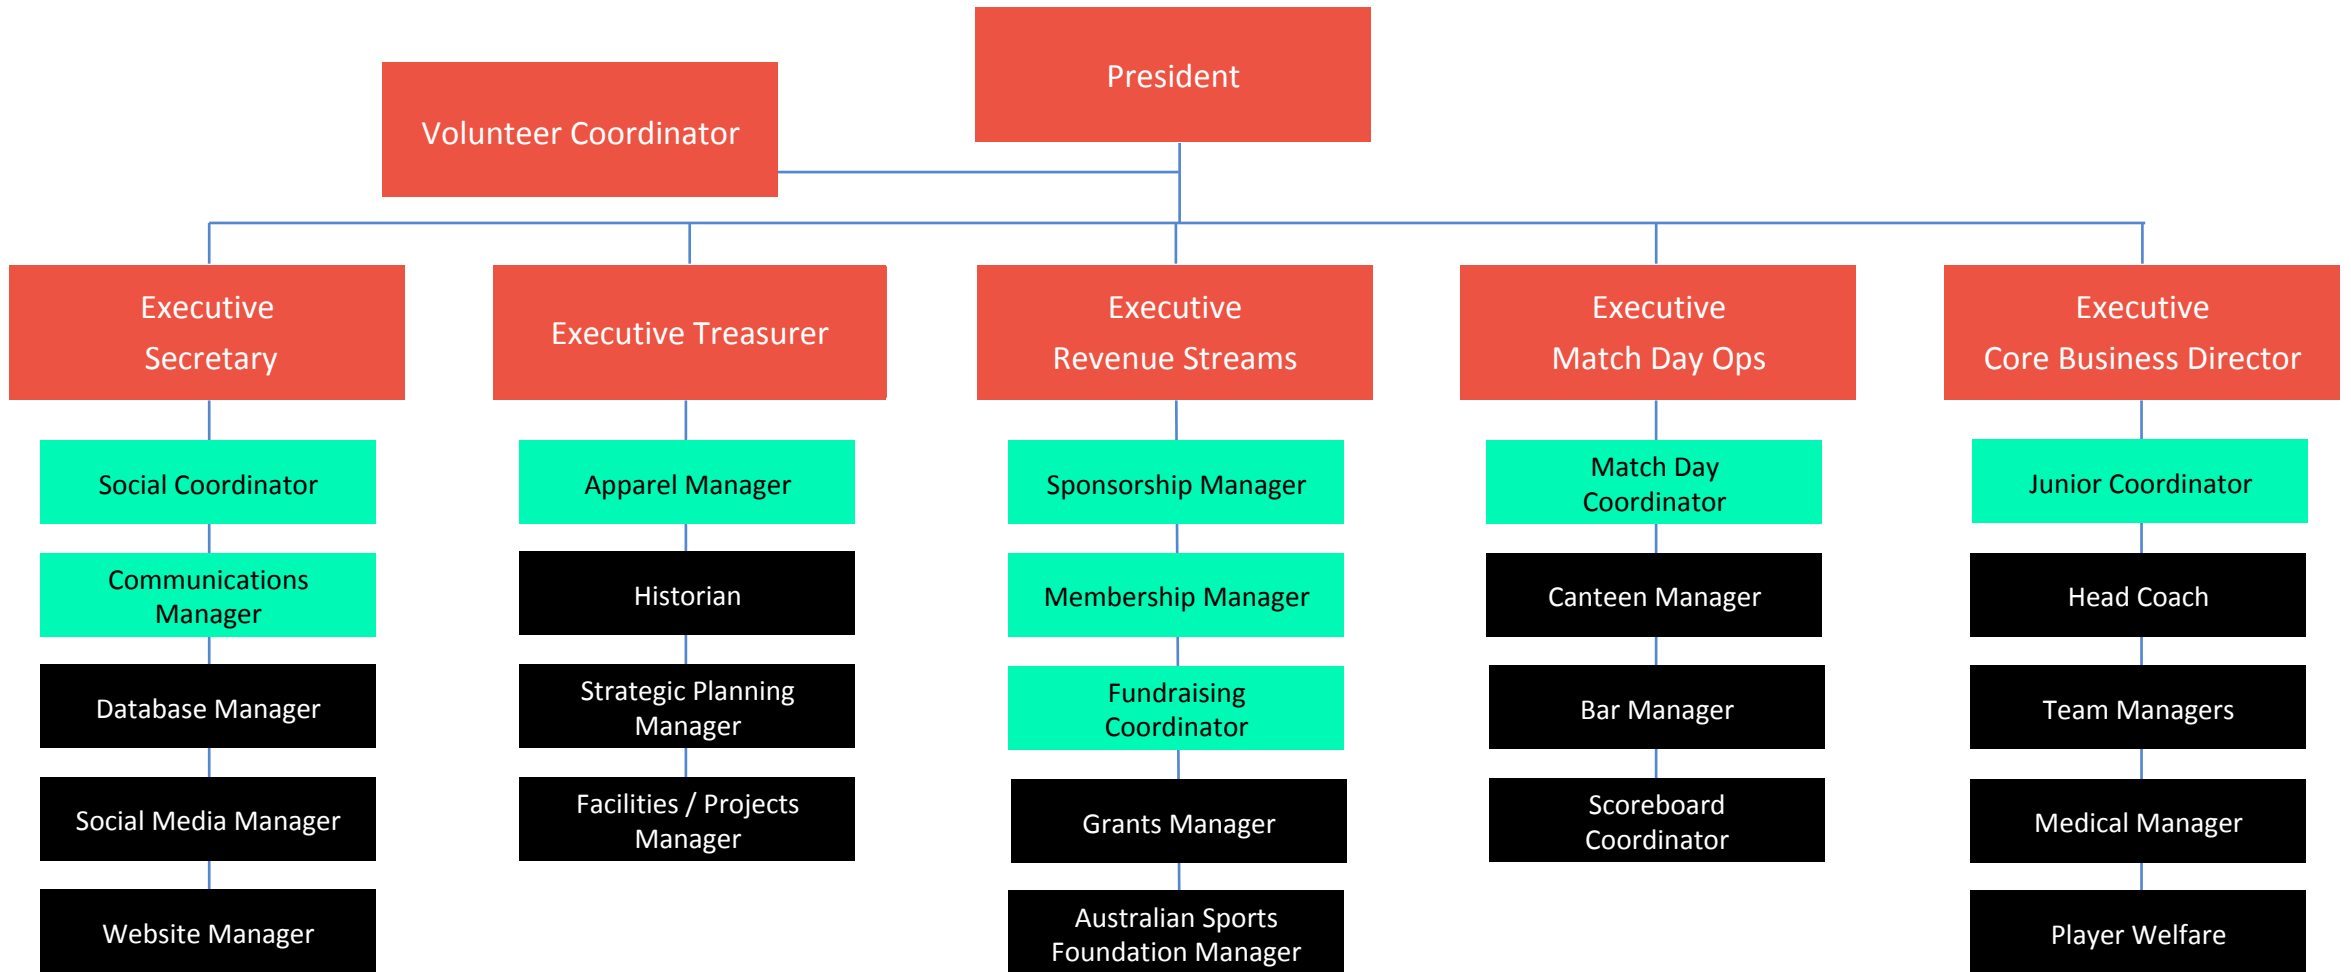 President
Volunteer Coordinator
Executive
Secretary
Executive Treasurer
Executive
Revenue Streams
Executive
Match Day Ops
Executive
Core Business Director
Social Coordinator
Communications
Manager
Database Manager
Social Media Manager
Website Manager
Apparel Manager
Historian
Strategic Planning
Manager
Facilities / Projects
Manager
Sponsorship Manager
Membership Manager
Fundraising
Coordinator
Grants Manager
Australian Sports
Foundation Manager
Match Day
Coordinator
Canteen Manager
Bar Manager
Scoreboard
Coordinator
Junior Coordinator
Head Coach
Team Managers
Medical Manager
Player Welfare